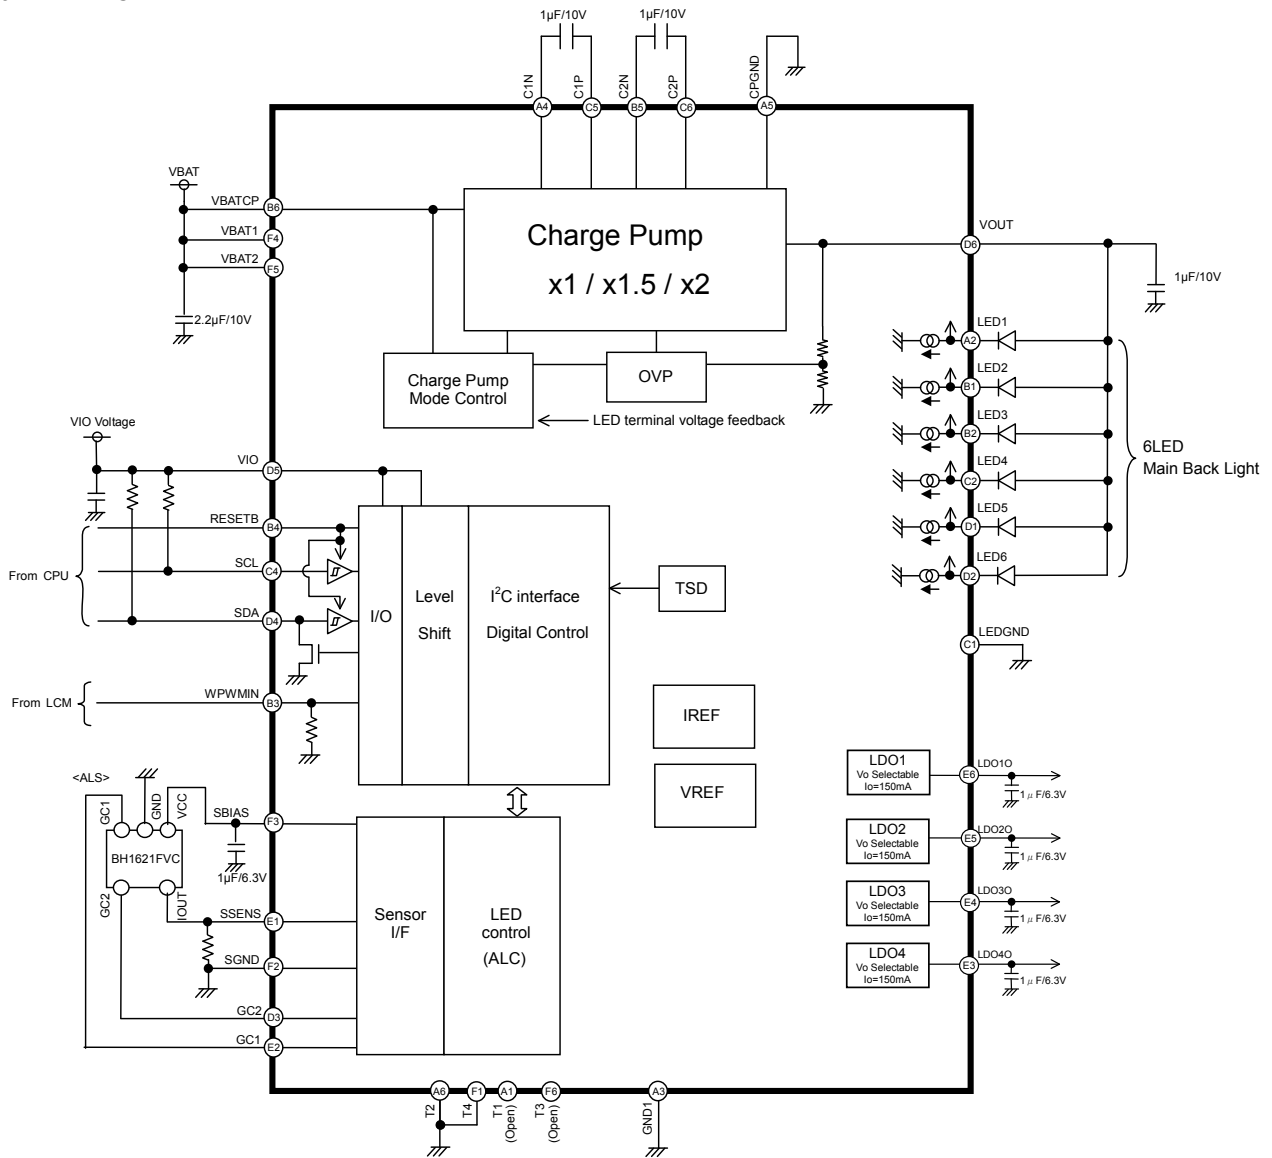 1µF/10V
1µF/10V
C1N
C1P
C2N
C2P
CPGND
A4
C5
B5
C6
A5
VBAT
VBATCP
B6
VBAT1
F4
VBAT2
F5
2.2µF/10V
Charge Pump
x1 / x1.5 / x2
VOUT
D6
1µF/10V
Charge Pump
Mode Control
OVP
LED terminal voltage feedback
LED1
A2
LED2
B1
LED3
B2
LED4
C2
LED5
D1
LED6
D2
6LED
Main Back Light
LEDGND
C1
VIO Voltage
VIO
D5
RESETB
B4
From CPU
SCL
C4
SDA
D4
From LCM
WPWMIN
B3
I/O
Level
Shift
I²C interface
Digital Control
TSD
IREF
VREF
<ALS>
GC1
GND
VCC
BH1621FVC
GC2
IOUT
SBIAS
F3
1µF/6.3V
SSENS
E1
SGND
F2
GC2
D3
GC1
E2
Sensor
I/F
LED
control
(ALC)
LDO1
Vo Selectable
Io=150mA
E6
LDO1O
1 µ F/6.3V
LDO2
Vo Selectable
Io=150mA
E5
LDO2O
1 µ F/6.3V
LDO3
Vo Selectable
Io=150mA
E4
LDO3O
1 µ F/6.3V
LDO4
Vo Selectable
Io=150mA
E3
LDO4O
1 µ F/6.3V
A6
F1
A1
F6
A3
T2
T4
T1
(Open)
T3
(Open)
GND1